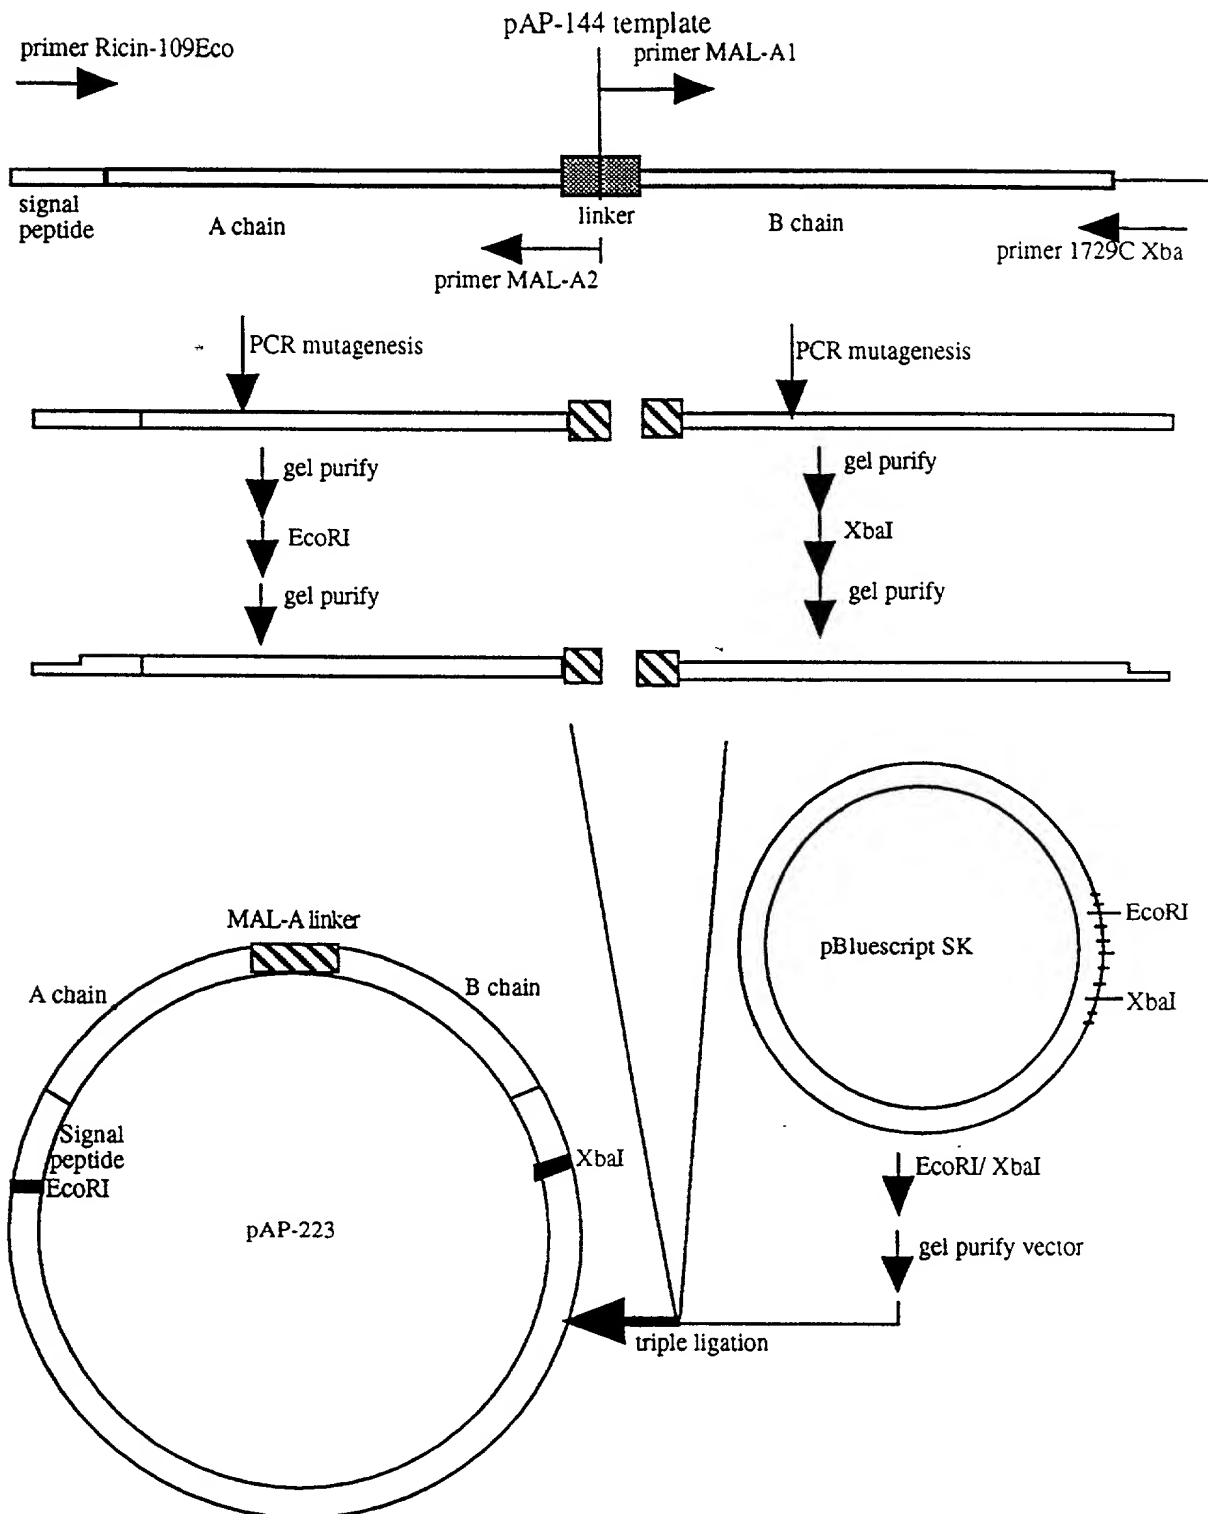 pAP-144 template
primer Ricin-109Eco
primer MAL-A1
signal
peptide
A chain
linker
B chain
primer MAL-A2
primer 1729C Xba
PCR mutagenesis
PCR mutagenesis
gel purify
gel purify
EcoRI
XbaI
gel purify
gel purify
MAL-A linker
A chain
B chain
pBluescript SK
EcoRI
XbaI
Signal
peptide
EcoRI
XbaI
pAP-223
EcoRI/ XbaI
gel purify vector
triple ligation